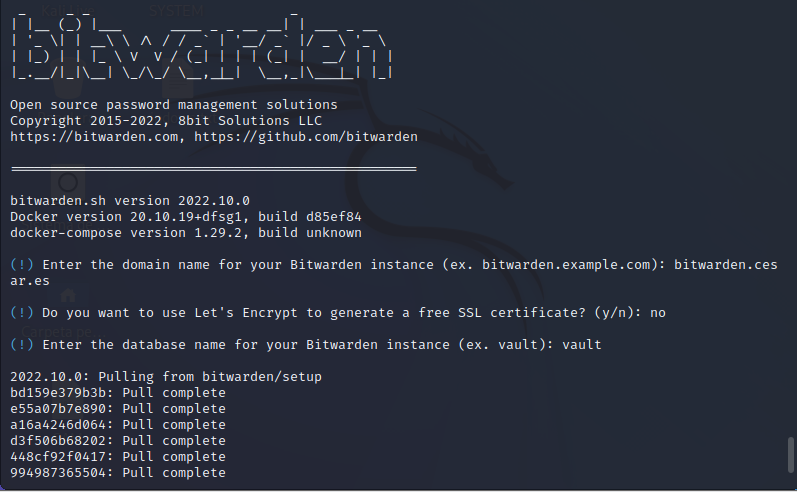 bitwarden
Open source password management solutions
Copyright 2015-2022, 8bit Solutions LLC
https://bitwarden.com, https://github.com/bitwarden
===================================================
bitwarden.sh version 2022.10.0
Docker version 20.10.19+dfsg1, build d85ef84
docker-compose version 1.29.2, build unknown
(!) Enter the domain name for your Bitwarden instance (ex. bitwarden.example.com): bitwarden.ces
ar.es
(!) Do you want to use Let's Encrypt to generate a free SSL certificate? (y/n): no
(!) Enter the database name for your Bitwarden instance (ex. vault): vault
2022.10.0: Pulling from bitwarden/setup
bd159e379b3b: Pull complete
e55a07b7e890: Pull complete
a16a4246d064: Pull complete
d3f506b68202: Pull complete
448cf92f0417: Pull complete
994987365504: Pull complete